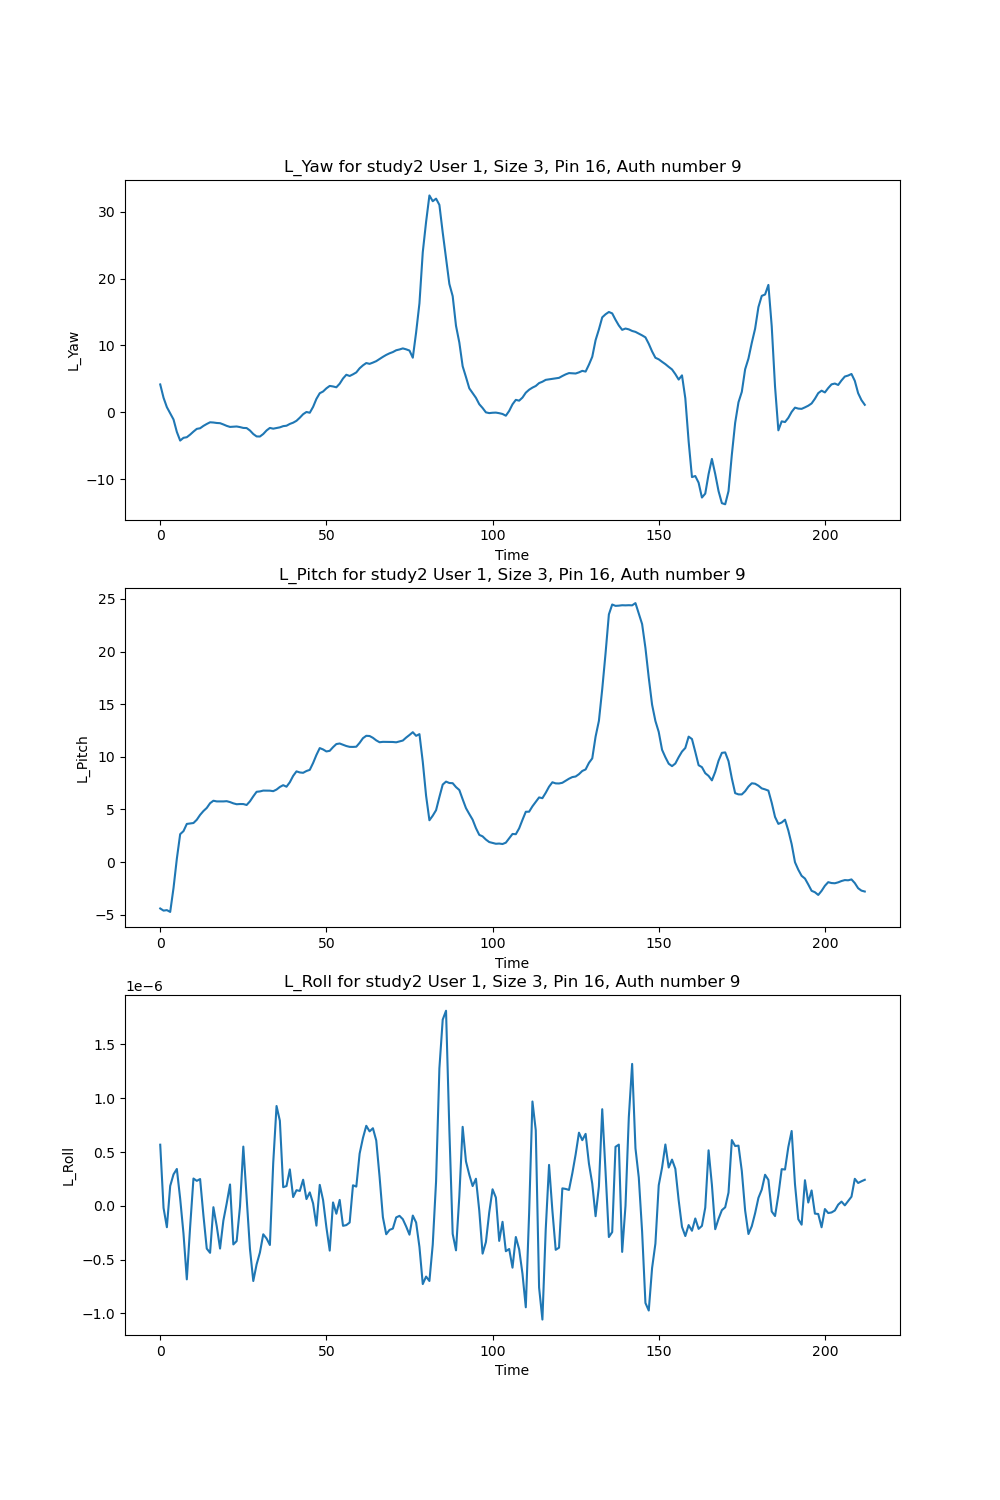 L_Yaw for study2 User 1, Size 3, Pin 16, Auth number 9
30
20
10
0
−10
L_Yaw
0 50 100 150 200
Time
L_Pitch for study2 User 1, Size 3, Pin 16, Auth number 9
25
20
15
10
5
0
−5
L_Pitch
0 50 100 150 200
Time
L_Roll for study2 User 1, Size 3, Pin 16, Auth number 9
1e−6
1.5
1.0
0.5
0.0
−0.5
−1.0
L_Roll
0 50 100 150 200
Time